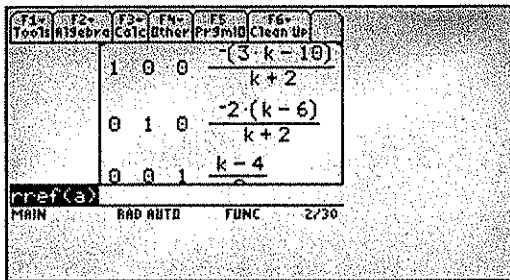 F1▾ F2▾ F3▾ F4▾ F5 F6▾
Tools Algebra Calc Other PrgmIO Clean Up
1 0 0 -(3·k-10)/k+2
0 1 0 -2·(k-6)/k+2
0 0 1 k-4
rref(a)
MAIN RAD AUTO FUNC 2/30